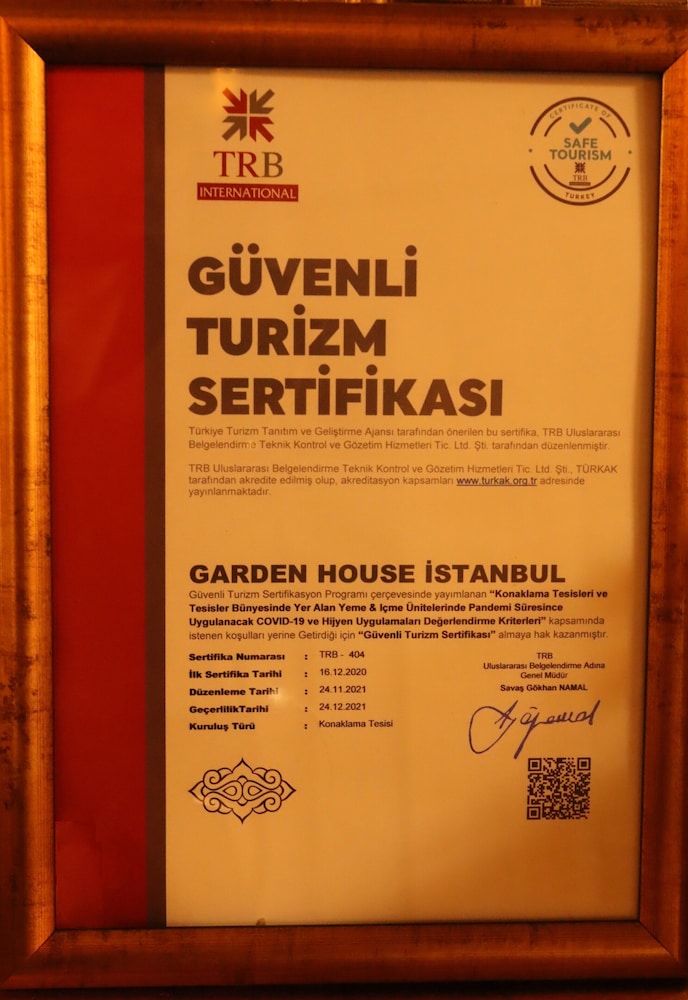 TRB
INTERNATIONAL
CERTIFICATE OF
SAFE
TOURISM
TRB
TURKEY
GÜVENLİ
TURİZM
SERTİFİKASI
Türkiye Turizm Tanıtım ve Geliştirme Ajansı tarafından önerilen bu sertifika, TRB Uluslararası
Belgelendirme Teknik Kontrol ve Gözetim Hizmetleri Tic. Ltd. Şti. tarafından düzenlenmiştir.
TRB Uluslararası Belgelendirme Teknik Kontrol ve Gözetim Hizmetleri Tic. Ltd. Şti., TÜRKAK
tarafından akredite edilmiş olup, akreditasyon kapsamları www.turkak.org.tr adresinde
yayınlanmaktadır.
GARDEN HOUSE İSTANBUL
Güvenli Turizm Sertifikasyon Programı çerçevesinde yayımlanan “Konaklama Tesisleri ve
Tesisler Bünyesinde Yer Alan Yeme & Içme Ünitelerinde Pandemi Süresince
Uygulanacak COVID-19 ve Hijyen Uygulamaları Değerlendirme Kriterleri” kapsamında
istenen koşulları yerine Getirdiği için “Güvenli Turizm Sertifikası” almaya hak kazanmıştır.
Sertifika Numarası : TRB - 404
İlk Sertifika Tarihi : 16.12.2020
Düzenleme Tarihi : 24.11.2021
GeçerlilikTarihi : 24.12.2021
Kuruluş Türü : Konaklama Tesisi
TRB
Uluslararası Belgelendirme Adına
Genel Müdür
Savaş Gökhan NAMAL